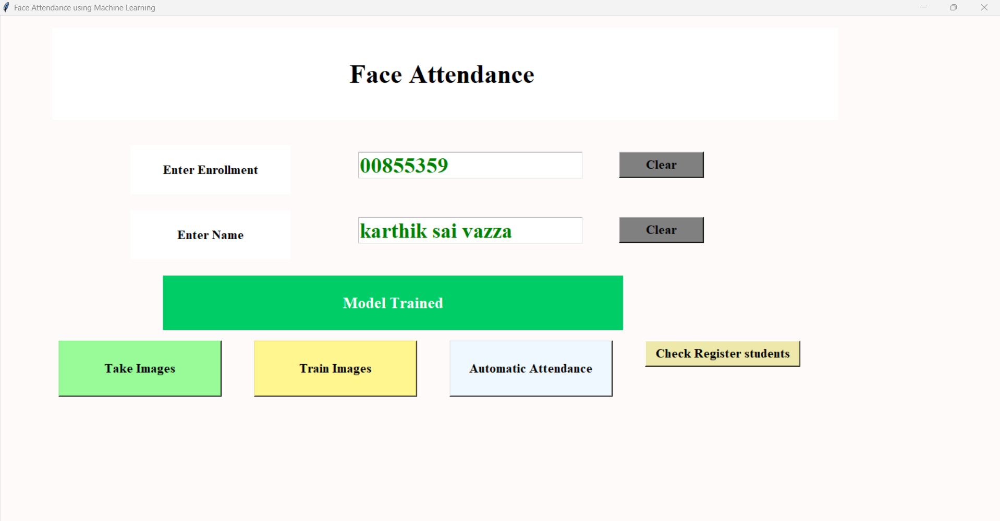 Face Attendance using Machine Learning
Face Attendance
Enter Enrollment
00855359
Clear
Enter Name
karthik sai vazza
Clear
Model Trained
Take Images
Train Images
Automatic Attendance
Check Register students